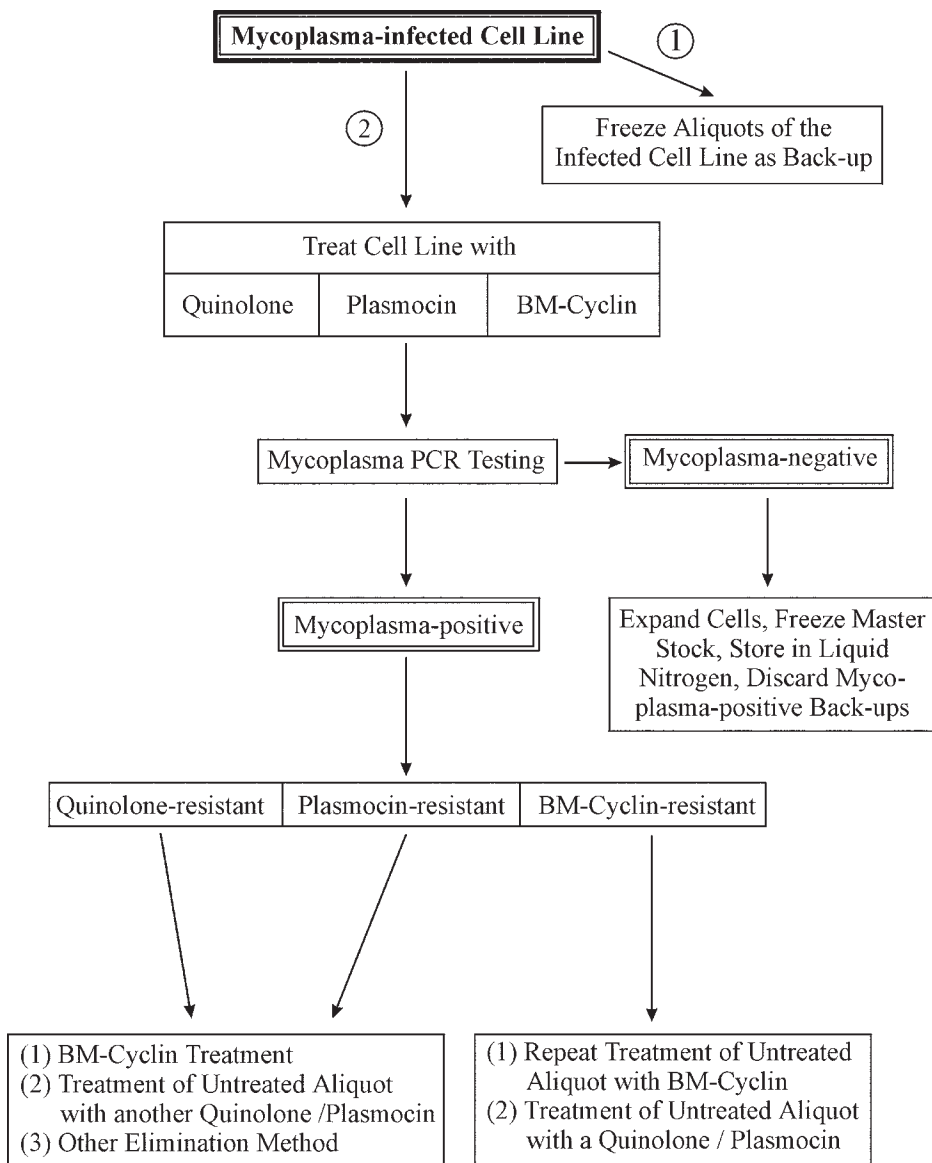 Mycoplasma-infected Cell Line
①
Freeze Aliquots of the
Infected Cell Line as Back-up
②
Treat Cell Line with
Quinolone
Plasmocin
BM-Cyclin
Mycoplasma PCR Testing
Mycoplasma-negative
Mycoplasma-positive
Expand Cells, Freeze Master
Stock, Store in Liquid
Nitrogen, Discard Myco-
plasma-positive Back-ups
Quinolone-resistant
Plasmocin-resistant
BM-Cyclin-resistant
(1) BM-Cyclin Treatment
(2) Treatment of Untreated Aliquot
with another Quinolone /Plasmocin
(3) Other Elimination Method
(1) Repeat Treatment of Untreated
Aliquot with BM-Cyclin
(2) Treatment of Untreated Aliquot
with a Quinolone / Plasmocin